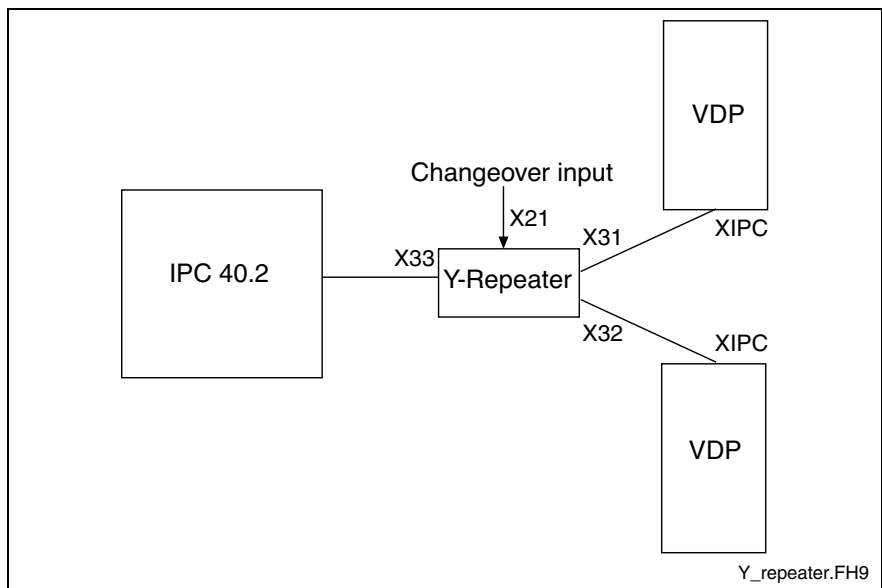 VDP
Changeover input
X21
X31
XIPC
IPC 40.2
X33
Y-Repeater
X32
XIPC
VDP
Y_repeater.FH9